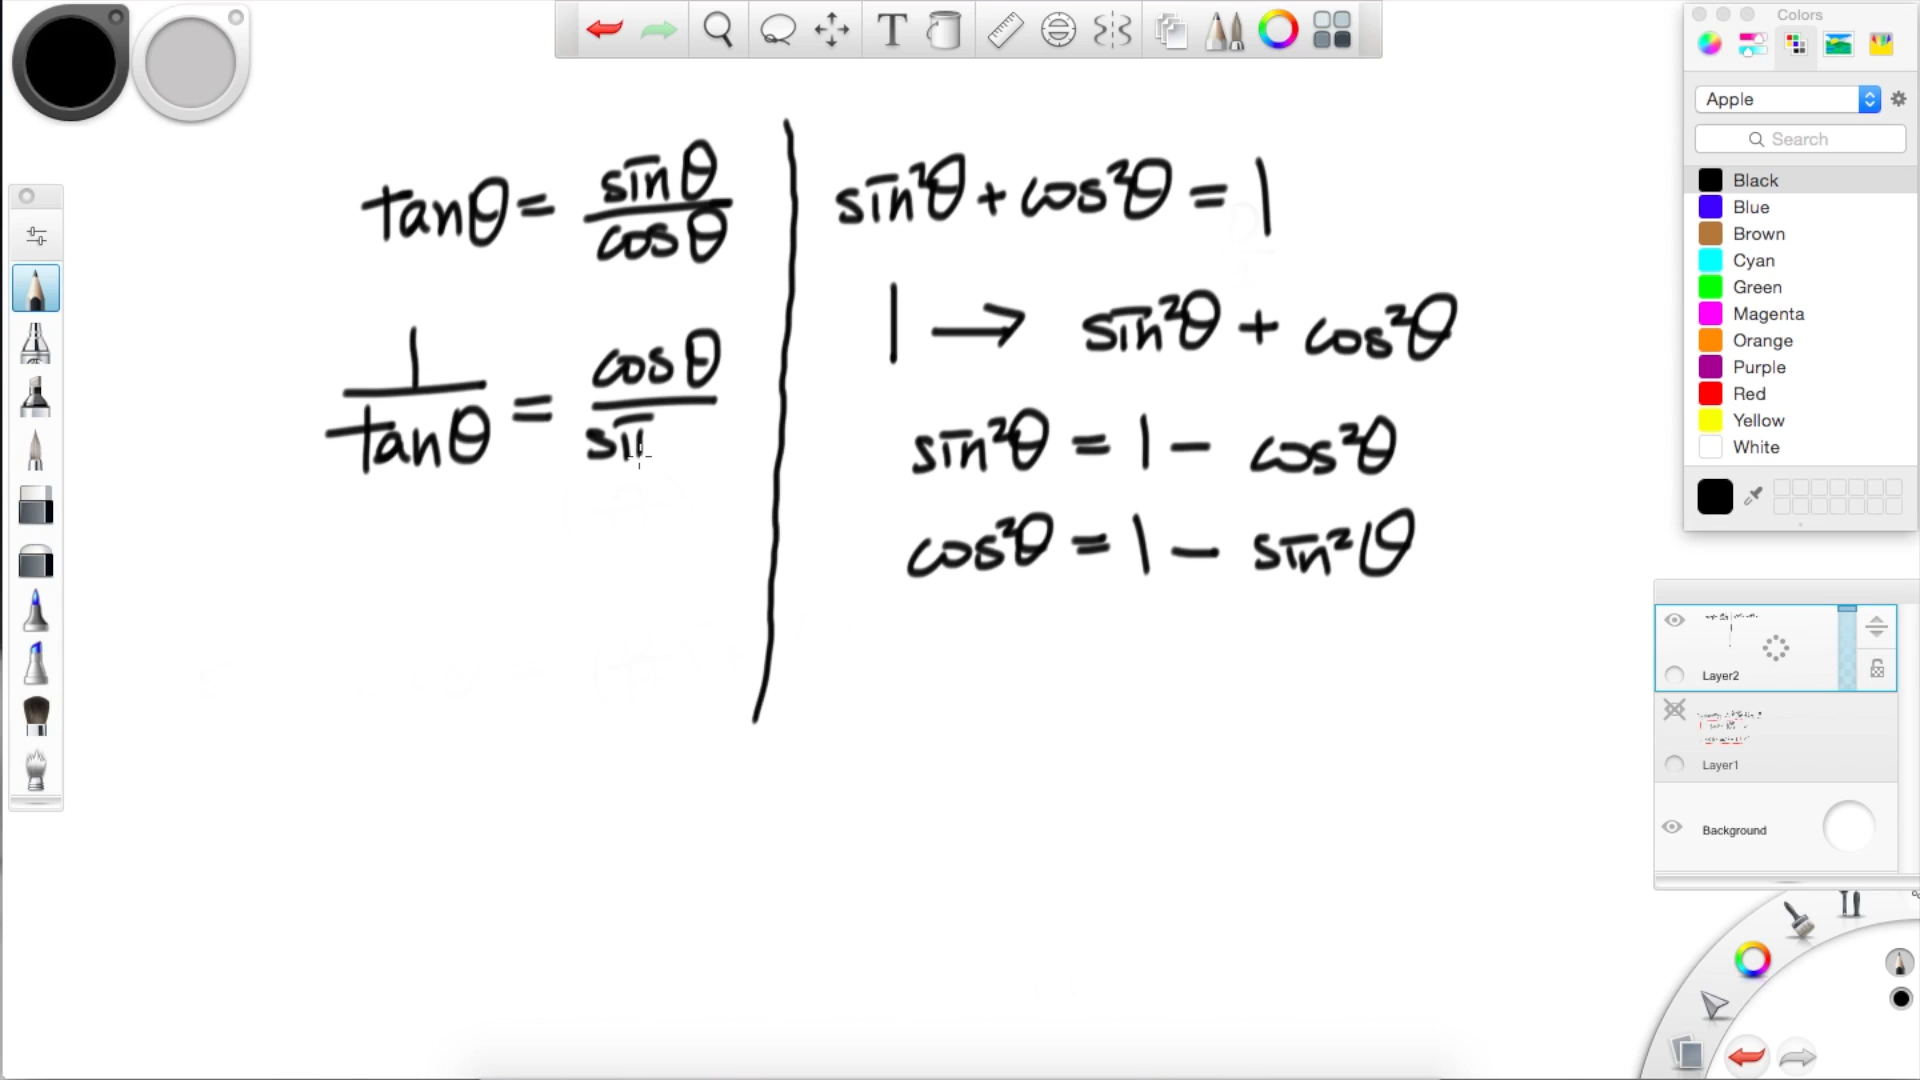 tanθ = sinθ / cosθ
1 / tanθ = cosθ / si
sin²θ + cos²θ = 1
1 → sin²θ + cos²θ
sin²θ = 1 - cos²θ
cos²θ = 1 - sin²θ
T
Colors
Apple
Search
Black
Blue
Brown
Cyan
Green
Magenta
Orange
Purple
Red
Yellow
White
Layer2
Layer1
Background